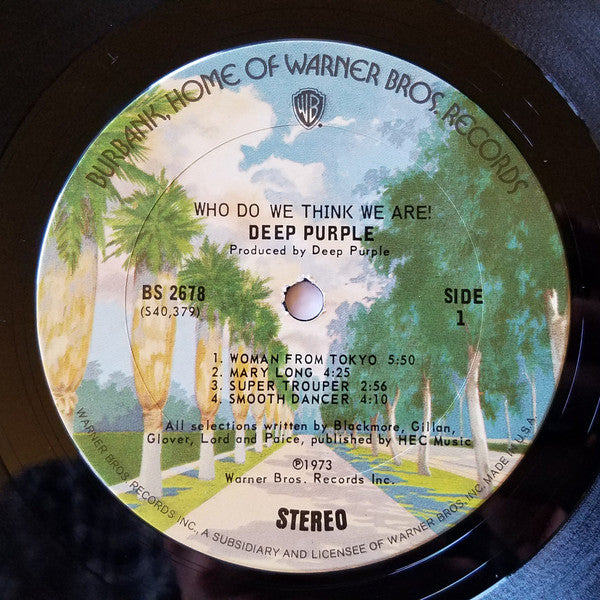 BURBANK, HOME OF WARNER BROS. RECORDS
WB
WHO DO WE THINK WE ARE!
DEEP PURPLE
Produced by Deep Purple
BS 2678
(S40,379)
SIDE
1
1. WOMAN FROM TOKYO 5:50
2. MARY LONG 4:25
3. SUPER TROUPER 2:56
4. SMOOTH DANCER 4:10
All selections written by Blackmore, Gillan,
Glover, Lord and Paice, published by HEC Music
℗1973
Warner Bros. Records Inc.
STEREO
WARNER BROS. RECORDS INC., A SUBSIDIARY AND LICENSEE OF WARNER BROS. INC. MADE IN U.S.A.